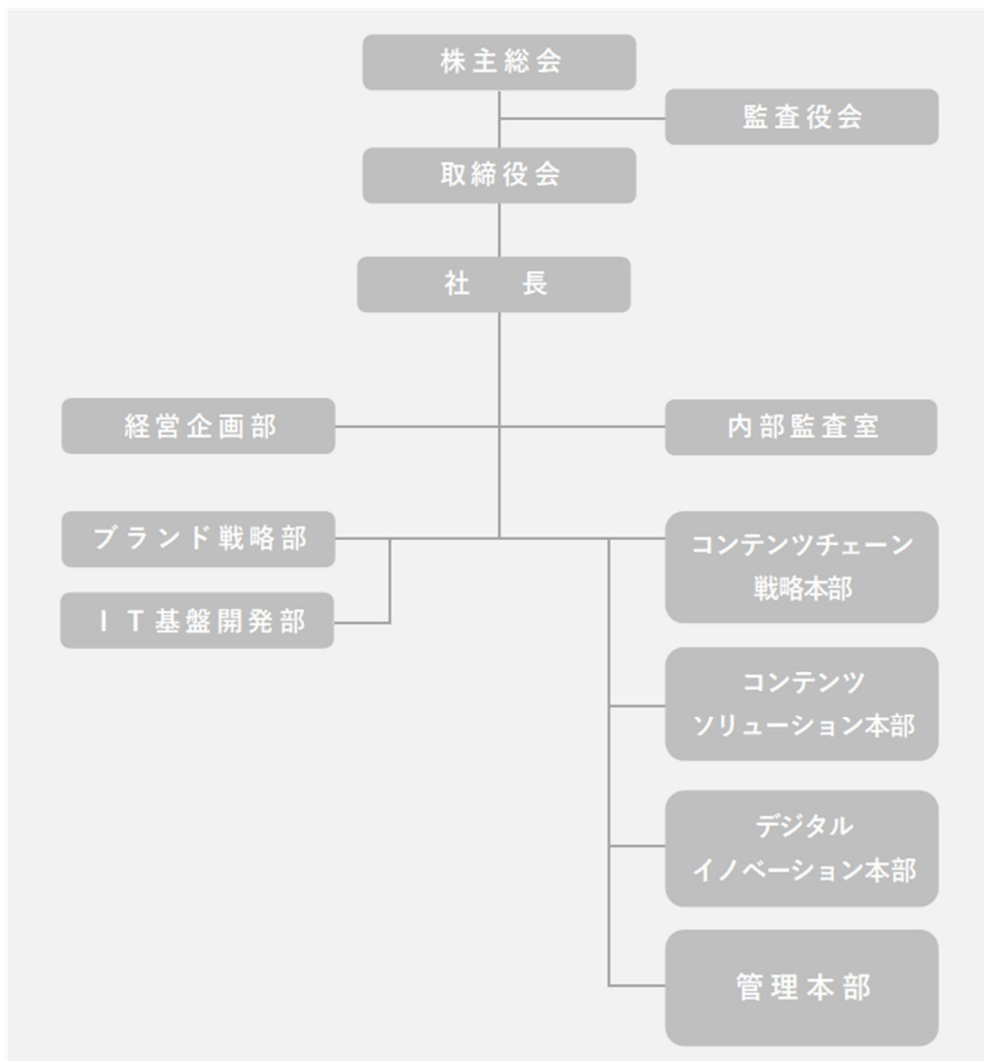 株主総会
監査役会
取締役会
社　長
経営企画部
内部監査室
ブランド戦略部
ＩＴ基盤開発部
コンテンツチェーン
戦略本部
コンテンツ
ソリューション本部
デジタル
イノベーション本部
管理本部